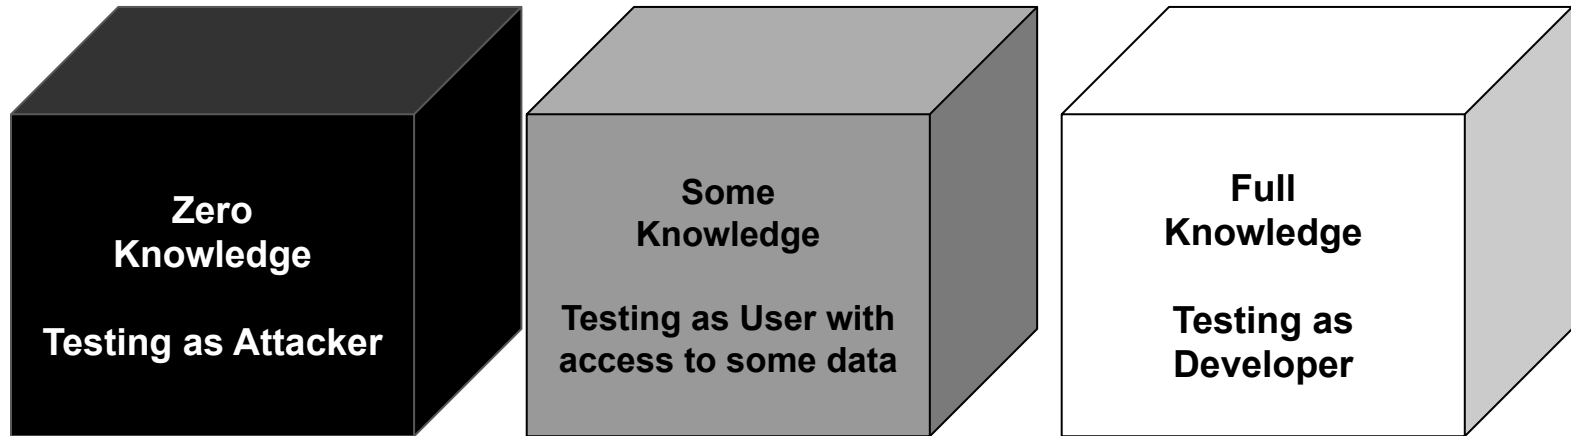 Zero
Knowledge
Testing as Attacker
Some
Knowledge
Testing as User with
access to some data
Full
Knowledge
Testing as
Developer